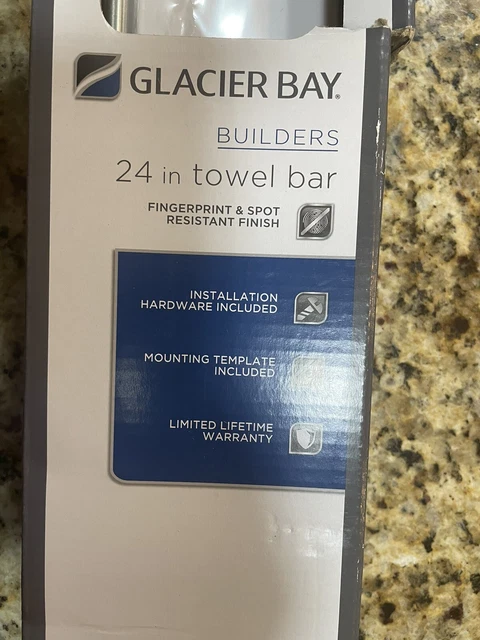 GLACIER BAY®
BUILDERS
24 in towel bar
FINGERPRINT & SPOT
RESISTANT FINISH
INSTALLATION
HARDWARE INCLUDED
MOUNTING TEMPLATE
INCLUDED
LIMITED LIFETIME
WARRANTY